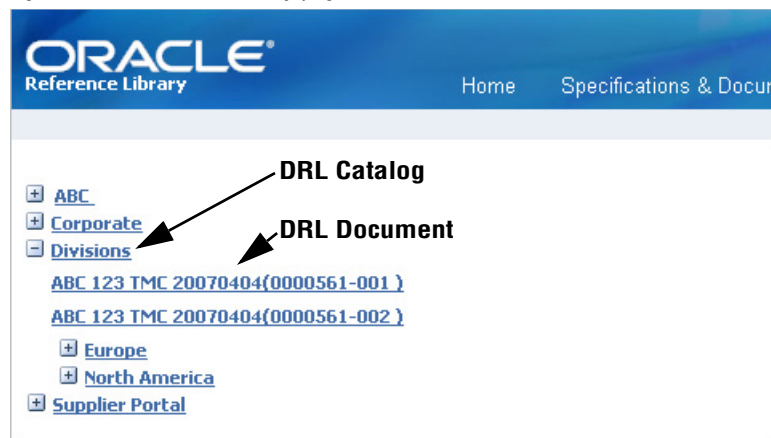 ORACLE®
Reference Library
Home Specifications & Docu
DRL Catalog
ABC
Corporate
DRL Document
Divisions
ABC 123 TMC 20070404(0000561-001 )
ABC 123 TMC 20070404(0000561-002 )
Europe
North America
Supplier Portal